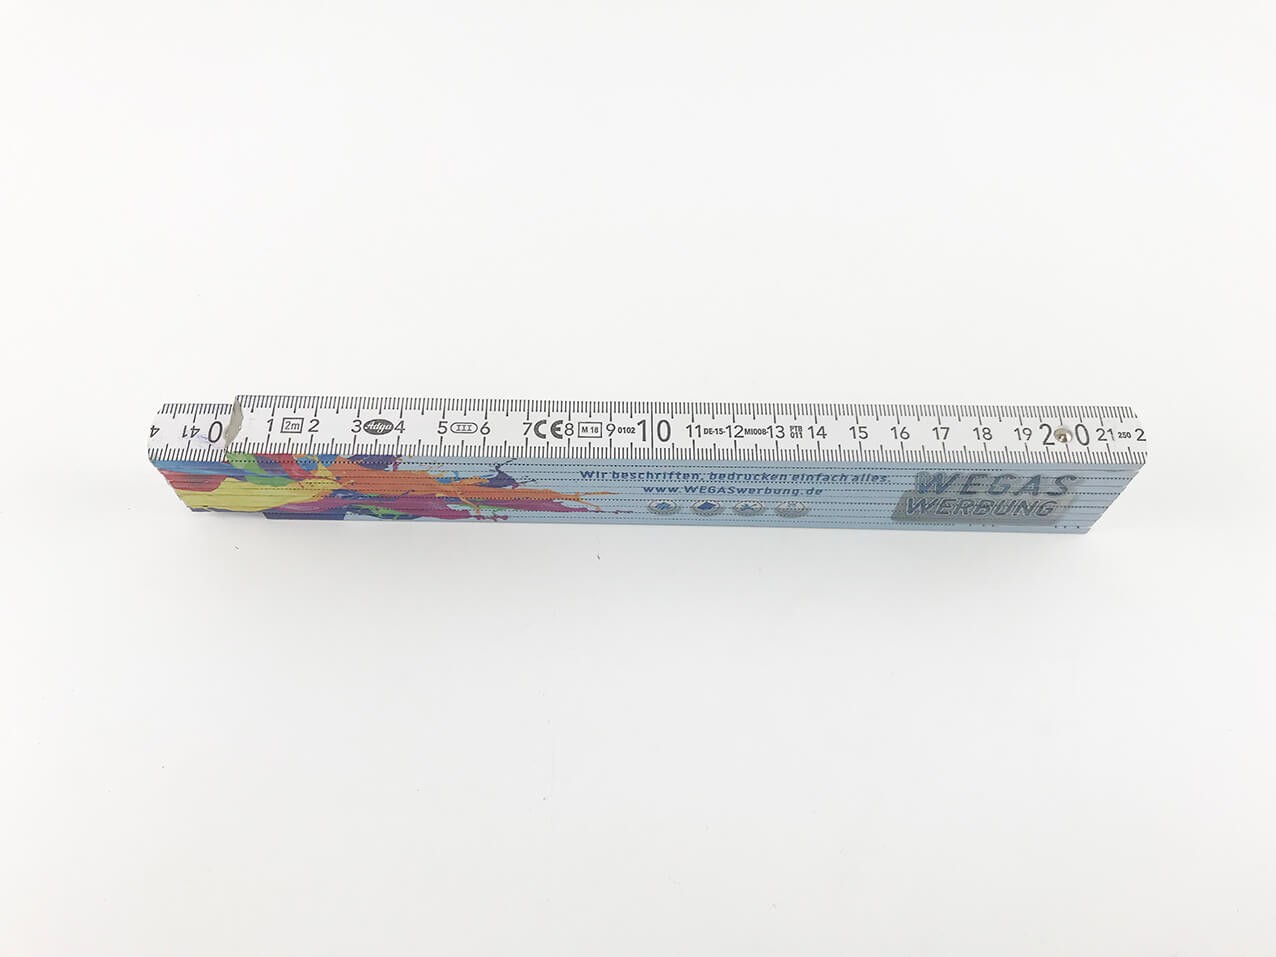 4 41 0 1 2m 2 3 Adga 4 5 III 6 7 CE 8 M 18 9 0102 10 11 DE-15- 12 MI008- 13 PTB 011 14 15 16 17 18 19 20 21 250 2
Wir beschriften, bedrucken einfach alles.
www.WEGASwerbung.de
WEGAS
WERBUNG